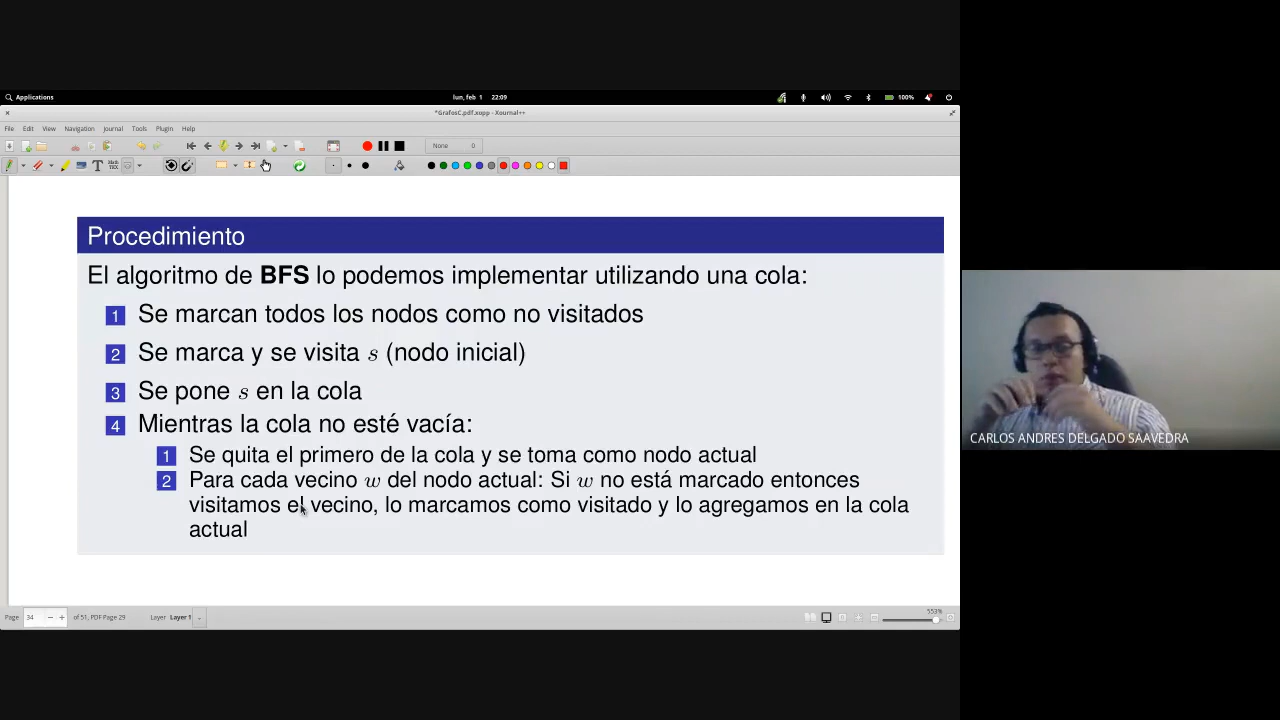 Applications
lun, feb 1 22:09
100%
*GrafosC.pdf.xopp - Xournal++
File Edit View Navigation Journal Tools Plugin Help
None 0
Procedimiento
El algoritmo de BFS lo podemos implementar utilizando una cola:
1 Se marcan todos los nodos como no visitados
2 Se marca y se visita s (nodo inicial)
3 Se pone s en la cola
4 Mientras la cola no esté vacía:
1 Se quita el primero de la cola y se toma como nodo actual
2 Para cada vecino w del nodo actual: Si w no está marcado entonces
visitamos el vecino, lo marcamos como visitado y lo agregamos en la cola
actual
CARLOS ANDRES DELGADO SAAVEDRA
Page 34 of 51, PDF Page 29 Layer Layer 1
553%